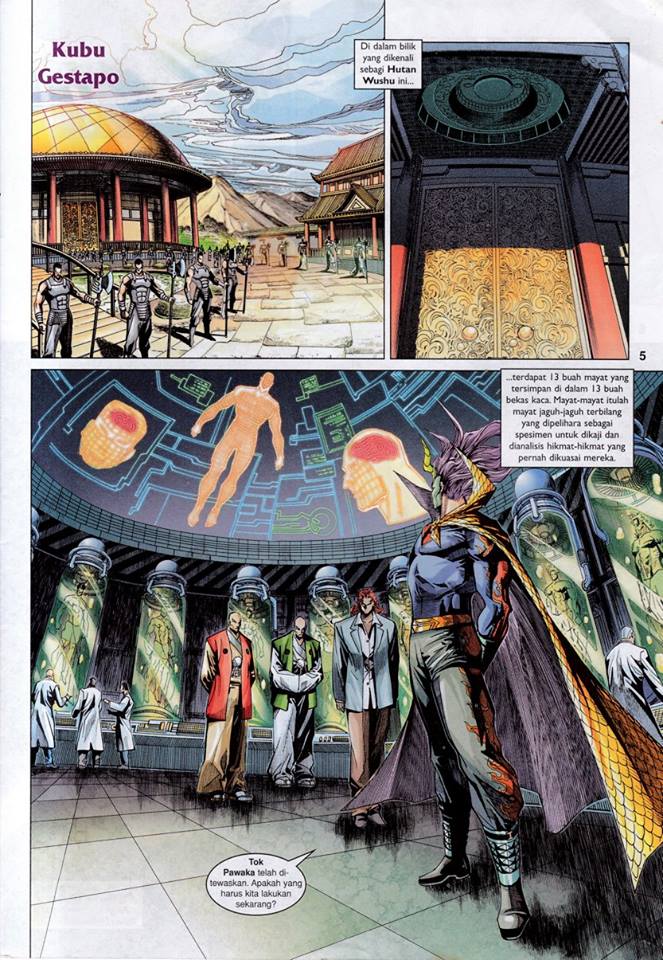 Kubu
Gestapo
Di dalam bilik
yang dikenali
sebagai Hutan
Wushu ini...
5
...terdapat 13 buah mayat yang
tersimpan di dalam 13 buah
bekas kaca. Mayat-mayat itulah
mayat jaguh-jaguh terbilang
yang dipelihara sebagai
spesimen untuk dikaji dan
dianalisis hikmat-hikmat yang
pernah dikuasai mereka.
Tok
Pawaka telah di-
tewaskan. Apakah yang
harus kita lakukan
sekarang?